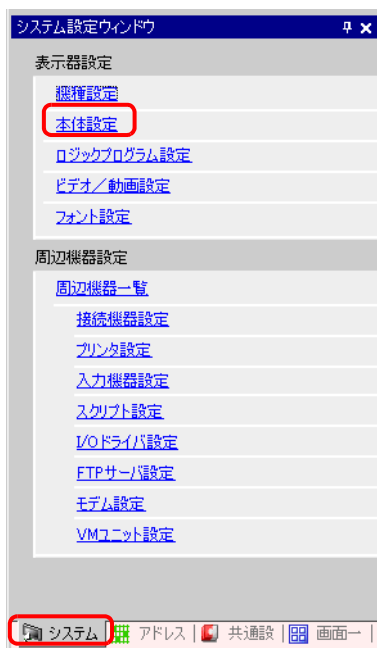 システム設定ウィンドウ
表示器設定
機種設定
本体設定
ロジックプログラム設定
ビデオ／動画設定
フォント設定
周辺機器設定
周辺機器一覧
接続機器設定
プリンタ設定
入力機器設定
スクリプト設定
I/Oドライバ設定
FTPサーバ設定
モデム設定
VMユニット設定
システム アドレス 共通設 画面一